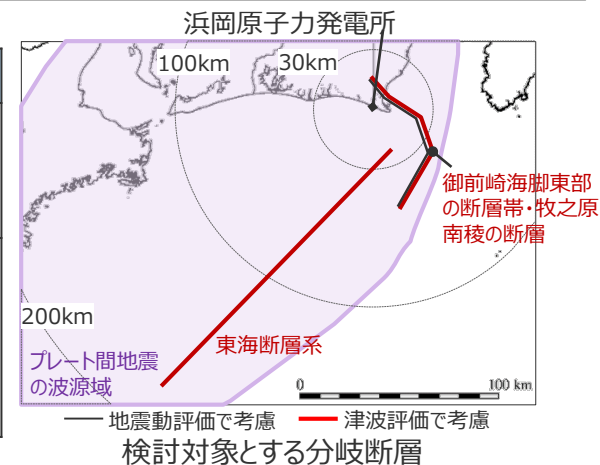 浜岡原子力発電所
100km
30km
御前崎海脚東部
の断層帯・牧之原
南稜の断層
200km
東海断層系
プレート間地震
の波源域
0
100 km
地震動評価で考慮
津波評価で考慮
検討対象とする分岐断層